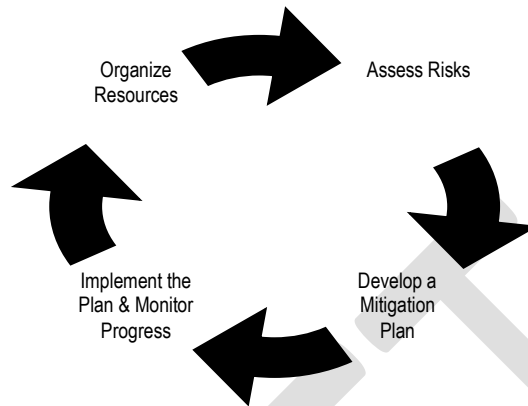 Organize
Resources
Assess Risks
Develop a
Mitigation
Plan
Implement the
Plan & Monitor
Progress